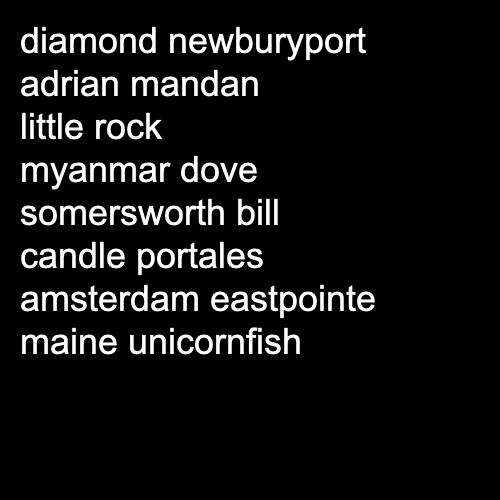 diamond newburyport
adrian mandan
little rock
myanmar dove
somersworth bill
candle portales
amsterdam eastpointe
maine unicornfish